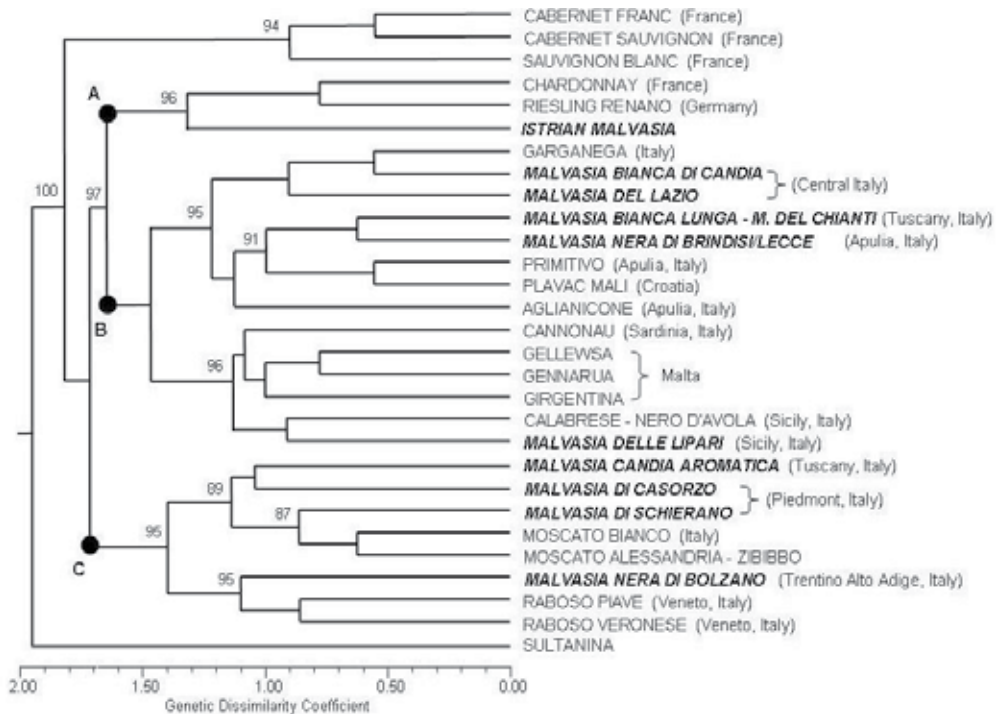 CABERNET FRANC (France)
94
CABERNET SAUVIGNON (France)
SAUVIGNON BLANC (France)
A
CHARDONNAY (France)
96
RIESLING RENANO (Germany)
ISTRIAN MALVASIA
GARGANEGA (Italy)
MALVASIA BIANCA DI CANDIA
(Central Italy)
100
97
MALVASIA DEL LAZIO
95
MALVASIA BIANCA LUNGA - M. DEL CHIANTI (Tuscany, Italy)
91
MALVASIA NERA DI BRINDISI/LECCE (Apulia, Italy)
PRIMITIVO (Apulia, Italy)
PLAVAC MALI (Croatia)
B
AGLIANICONE (Apulia, Italy)
CANNONAU (Sardinia, Italy)
GELLEWSA
96
GENNARUA
Malta
GIRGENTINA
CALABRESE - NERO D'AVOLA (Sicily, Italy)
MALVASIA DELLE LIPARI (Sicily, Italy)
MALVASIA CANDIA AROMATICA (Tuscany, Italy)
89
MALVASIA DI CASORZO
(Piedmont, Italy)
87
MALVASIA DI SCHIERANO
95
MOSCATO BIANCO (Italy)
C
MOSCATO ALESSANDRIA - ZIBIBBO
95
MALVASIA NERA DI BOLZANO (Trentino Alto Adige, Italy)
RABOSO PIAVE (Veneto, Italy)
RABOSO VERONESE (Veneto, Italy)
SULTANINA
2.00 1.50 1.00 0.50 0.00
Genetic Dissimilarity Coefficient